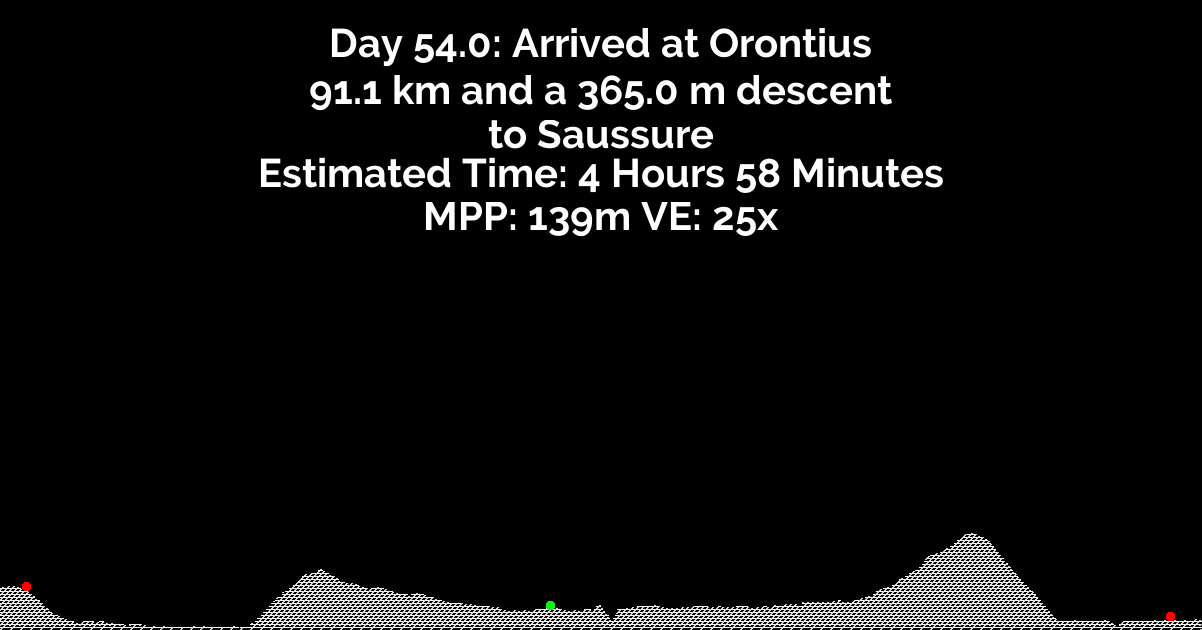 Day 54.0: Arrived at Orontius
91.1 km and a 365.0 m descent
to Saussure
Estimated Time: 4 Hours 58 Minutes
MPP: 139m VE: 25x